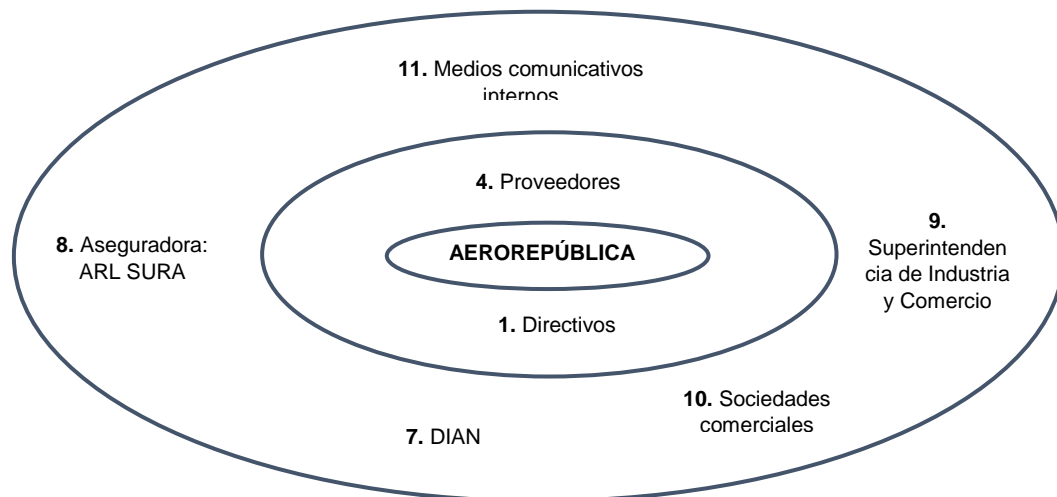 11. Medios comunicativos
internos
4. Proveedores
8. Aseguradora:
ARL SURA
AEROREPÚBLICA
9.
Superintenden
cia de Industria
y Comercio
1. Directivos
10. Sociedades
comerciales
7. DIAN